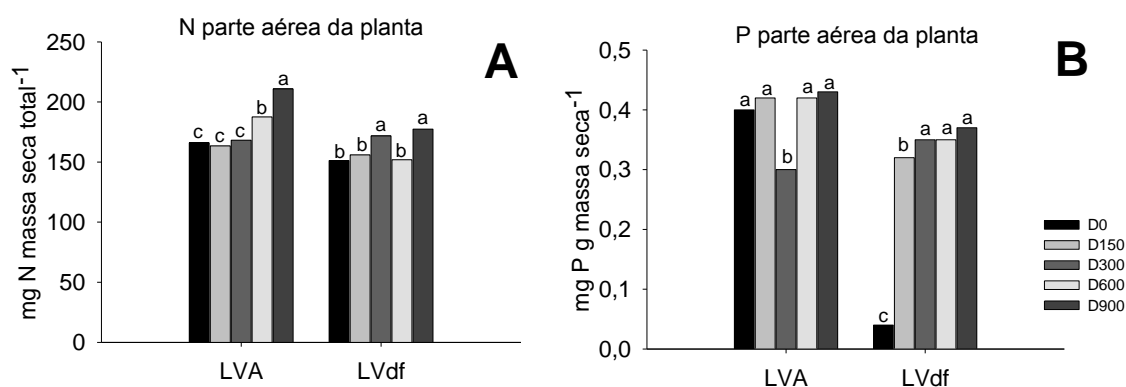 N parte aérea da planta
A
mg N massa seca total-1
250
200
150
100
50
0
c c c b a
b b a b a
LVA LVdf
P parte aérea da planta
B
mg P g massa seca-1
0,5
0,4
0,3
0,2
0,1
0,0
a a b a a
c b a a a
LVA LVdf
D0
D150
D300
D600
D900